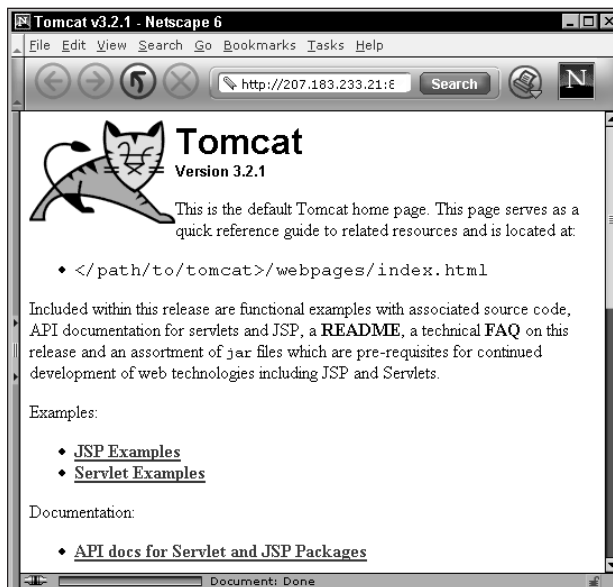 Tomcat v3.2.1 - Netscape 6
File Edit View Search Go Bookmarks Tasks Help
http://207.183.233.21:8 Search N
Tomcat
Version 3.2.1
This is the default Tomcat home page. This page serves as a
quick reference guide to related resources and is located at:
• </path/to/tomcat>/webpages/index.html
Included within this release are functional examples with associated source code,
API documentation for servlets and JSP, a README, a technical FAQ on this
release and an assortment of jar files which are pre-requisites for continued
development of web technologies including JSP and Servlets.
Examples:
• JSP Examples
• Servlet Examples
Documentation:
• API docs for Servlet and JSP Packages
Document: Done